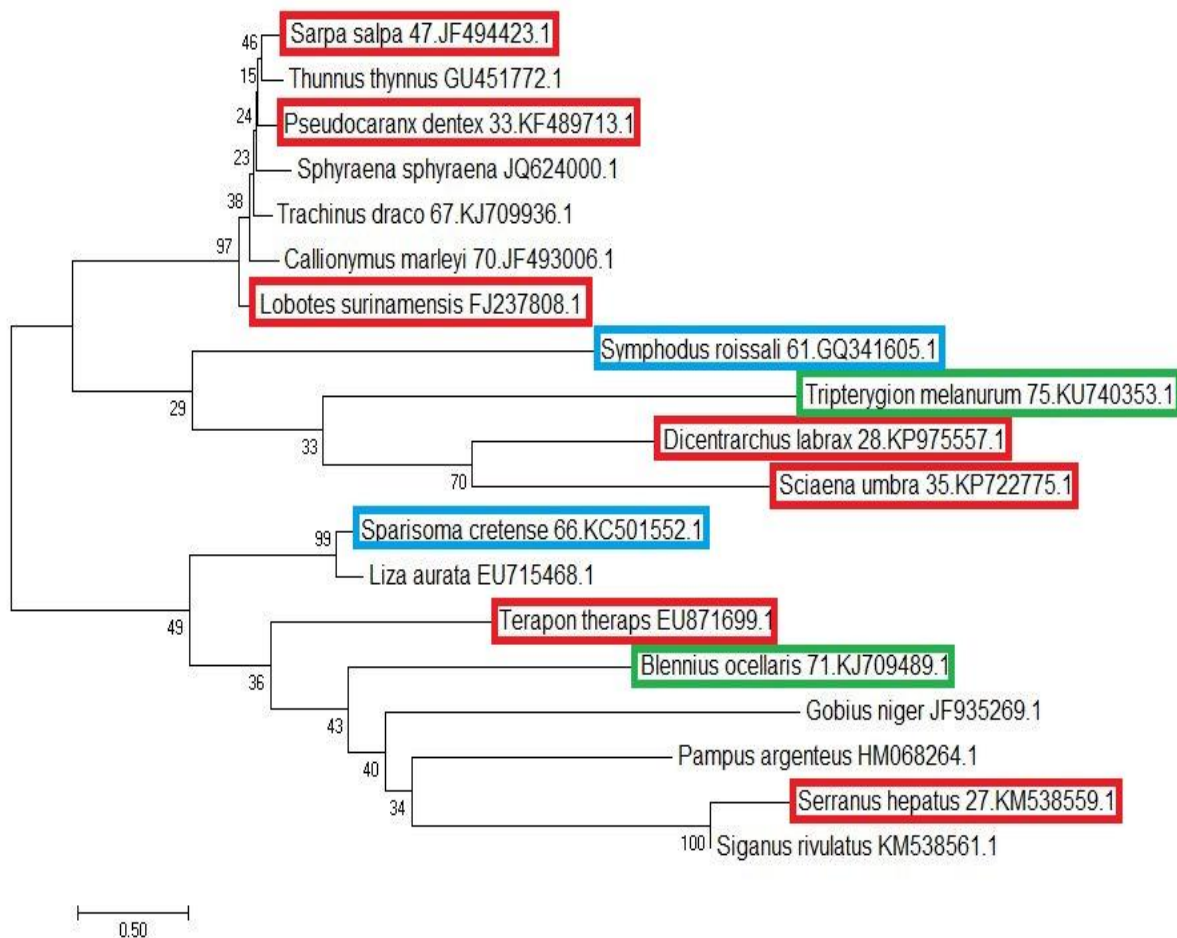 46
Sarpa salpa 47.JF494423.1
15
Thunnus thynnus GU451772.1
24
Pseudocaranx dentex 33.KF489713.1
23
Sphyraena sphyraena JQ624000.1
38
Trachinus draco 67.KJ709936.1
97
Callionymus marleyi 70.JF493006.1
Lobotes surinamensis FJ237808.1
Symphodus roissali 61.GQ341605.1
29
Tripterygion melanurum 75.KU740353.1
33
Dicentrarchus labrax 28.KP975557.1
70
Sciaena umbra 35.KP722775.1
Sparisoma cretense 66.KC501552.1
99
Liza aurata EU715468.1
49
Terapon theraps EU871699.1
36
Blennius ocellaris 71.KJ709489.1
43
Gobius niger JF935269.1
40
Pampus argenteus HM068264.1
34
Serranus hepatus 27.KM538559.1
100
Siganus rivulatus KM538561.1
0.50